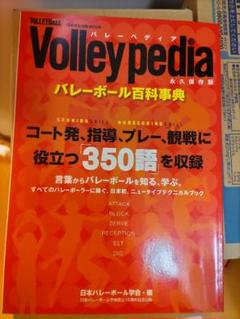 VOLLEYBALL
バレーペディア
Volleypedia
永久保存版
バレーボール百科事典
コート発、指導、プレー、観戦に
役立つ「350語」を収録
言葉からバレーボールを知る、学ぶ。
すべてのバレーボーラーに捧ぐ、日本初、ニュータイプテクニカルブック
ATTACK
BLOCK
SERVE
RECEPTION
SET
DIG
日本バレーボール学会・編